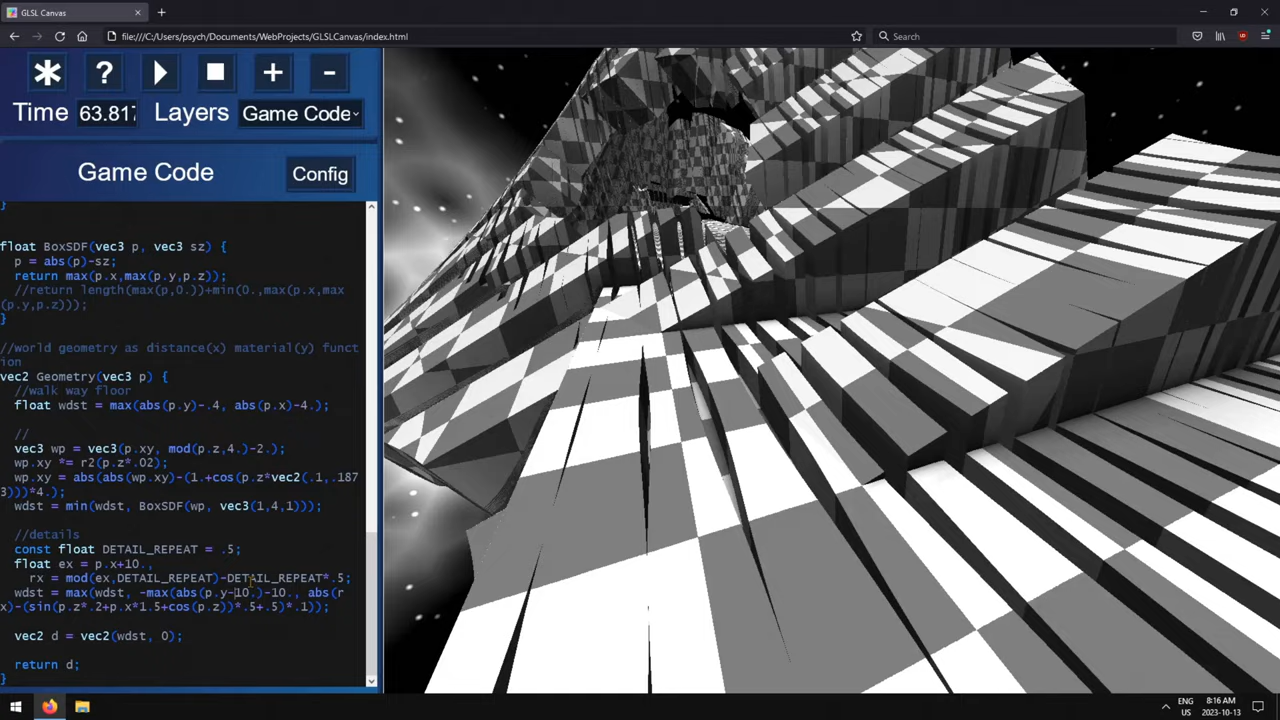 GLSL Canvas
file:///C:/Users/psych/Documents/WebProjects/GLSLCanvas/index.html
Search
* ? + -
Time 63.817 Layers Game Code
Game Code Config
}
float BoxSDF(vec3 p, vec3 sz) {
p = abs(p)-sz;
return max(p.x,max(p.y,p.z));
//return length(max(p,0.))+min(0.,max(p.x,max
(p.y,p.z)));
}
//world geometry as distance(x) material(y) funct
ion
vec2 Geometry(vec3 p) {
//walk way floor
float wdst = max(abs(p.y)-.4, abs(p.x)-4.);
//
vec3 wp = vec3(p.xy, mod(p.z,4.)-2.);
wp.xy *= r2(p.z*.02);
wp.xy = abs(abs(wp.xy)-(1.+cos(p.z*vec2(.1,.187
3)))*4.);
wdst = min(wdst, BoxSDF(wp, vec3(1,4,1)));
//details
const float DETAIL_REPEAT = .5;
float ex = p.x+10.,
rx = mod(ex,DETAIL_REPEAT)-DETAIL_REPEAT*.5;
wdst = max(wdst, -max(abs(p.y-10.)-10., abs(r
x)-(sin(p.z*.2+p.x*1.5+cos(p.z))*.5+.5)*.1));
vec2 d = vec2(wdst, 0);
return d;
}
ENG
US
8:16 AM
2023-10-13